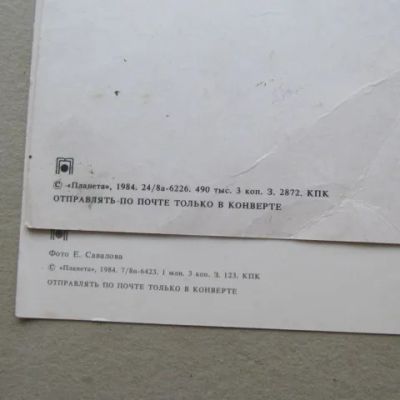 © «Планета», 1984. 24/8а-6226. 490 тыс. 3 коп. З. 2872. КПК
ОТПРАВЛЯТЬ ПО ПОЧТЕ ТОЛЬКО В КОНВЕРТЕ
Фото Е. Савалова
© «Планета», 1984. 7/8п-6423. 1 млн. 3 коп. З. 123. КПК
ОТПРАВЛЯТЬ ПО ПОЧТЕ ТОЛЬКО В КОНВЕРТЕ